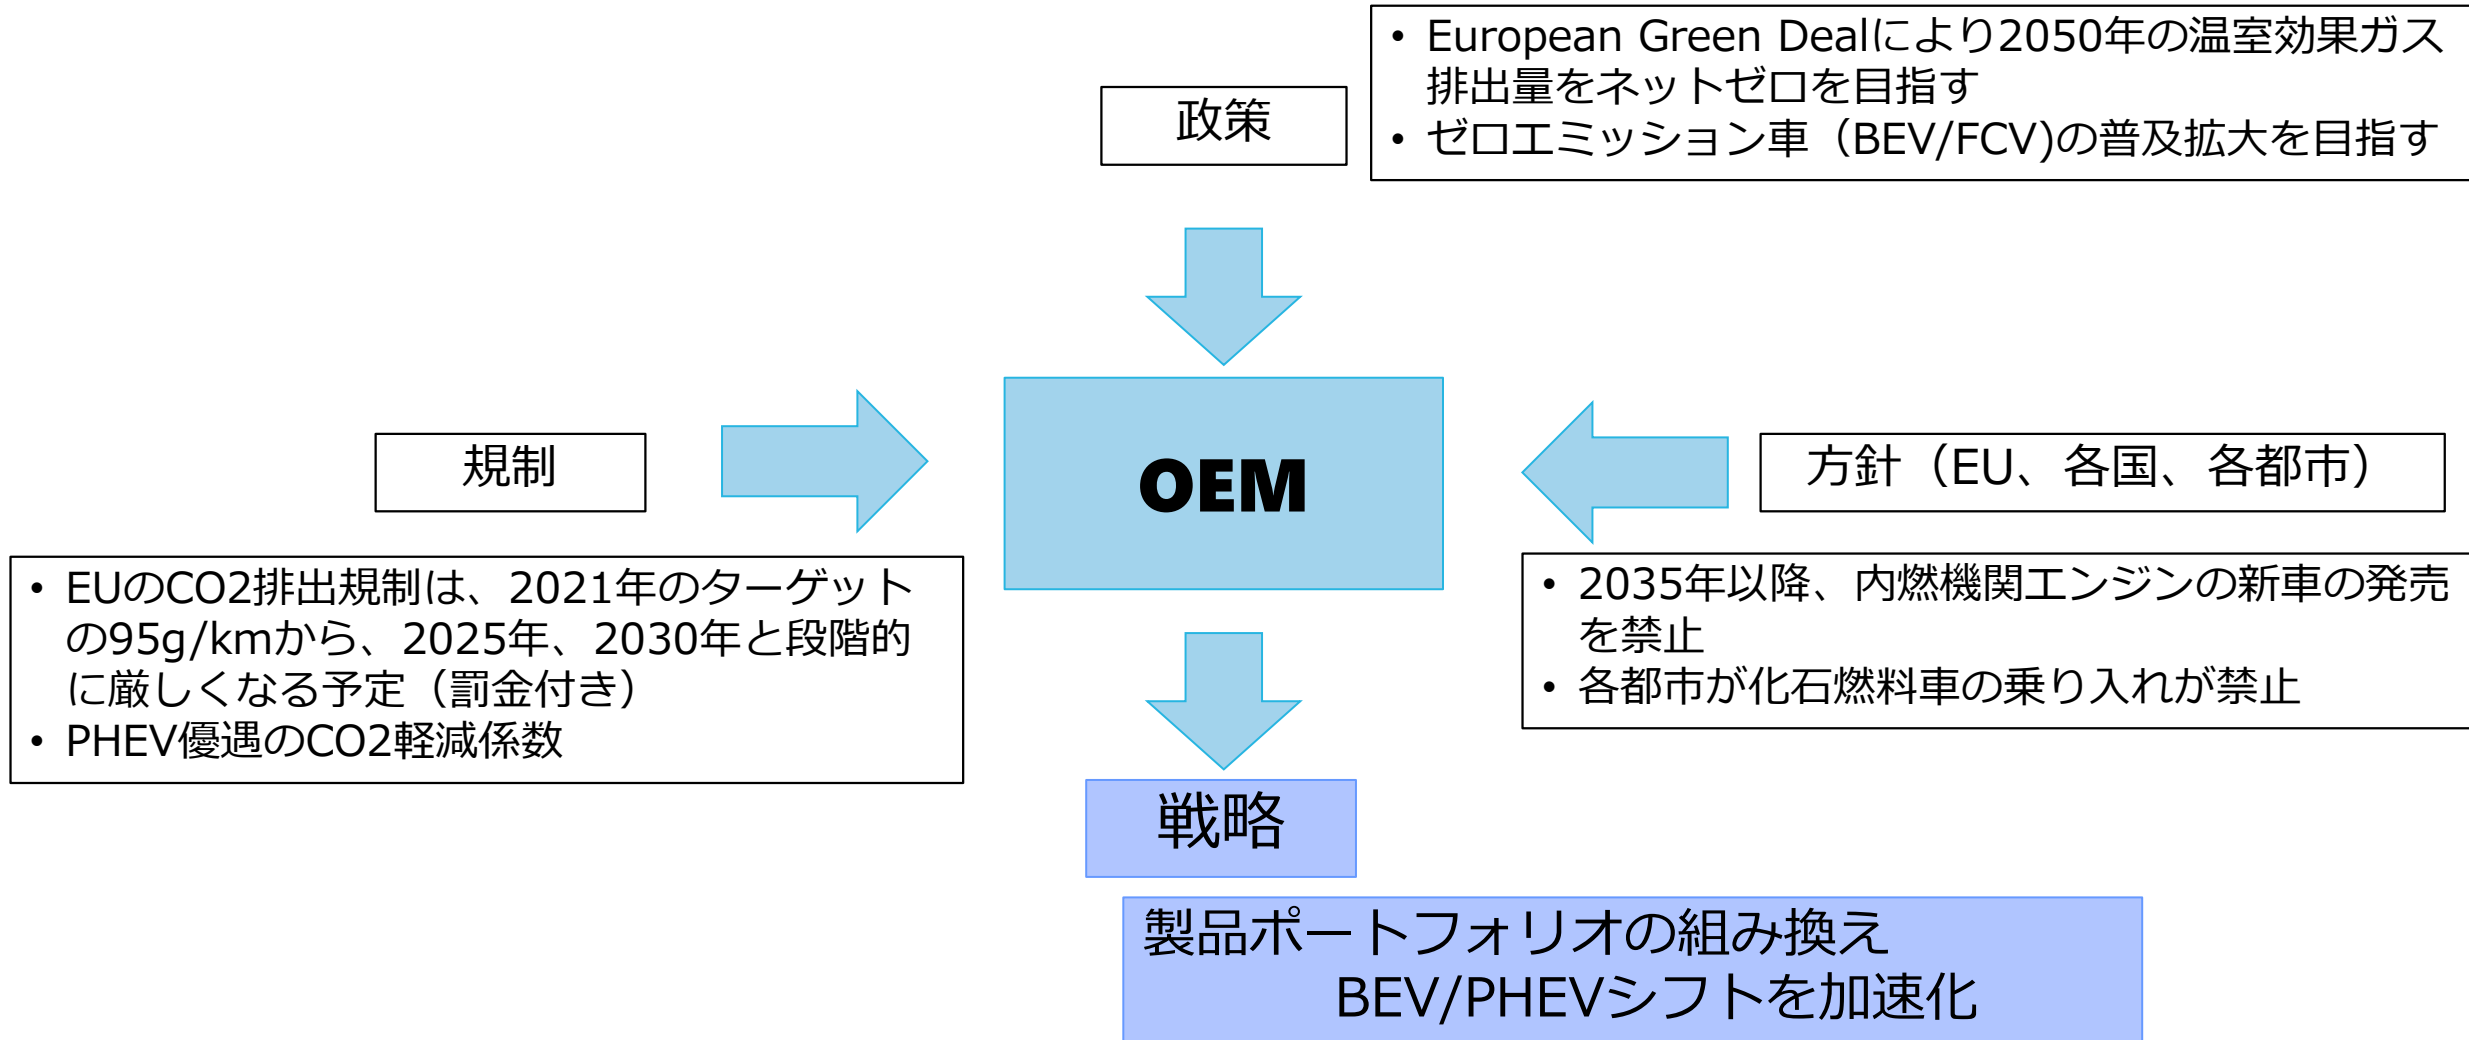 政策
• European Green Dealにより2050年の温室効果ガス
排出量をネットゼロを目指す
• ゼロエミッション車（BEV/FCV)の普及拡大を目指す
規制
• EUのCO2排出規制は、2021年のターゲット
の95g/kmから、2025年、2030年と段階的
に厳しくなる予定（罰金付き）
• PHEV優遇のCO2軽減係数
OEM
方針（EU、各国、各都市）
• 2035年以降、内燃機関エンジンの新車の発売
を禁止
• 各都市が化石燃料車の乗り入れが禁止
戦略
製品ポートフォリオの組み換え
BEV/PHEVシフトを加速化